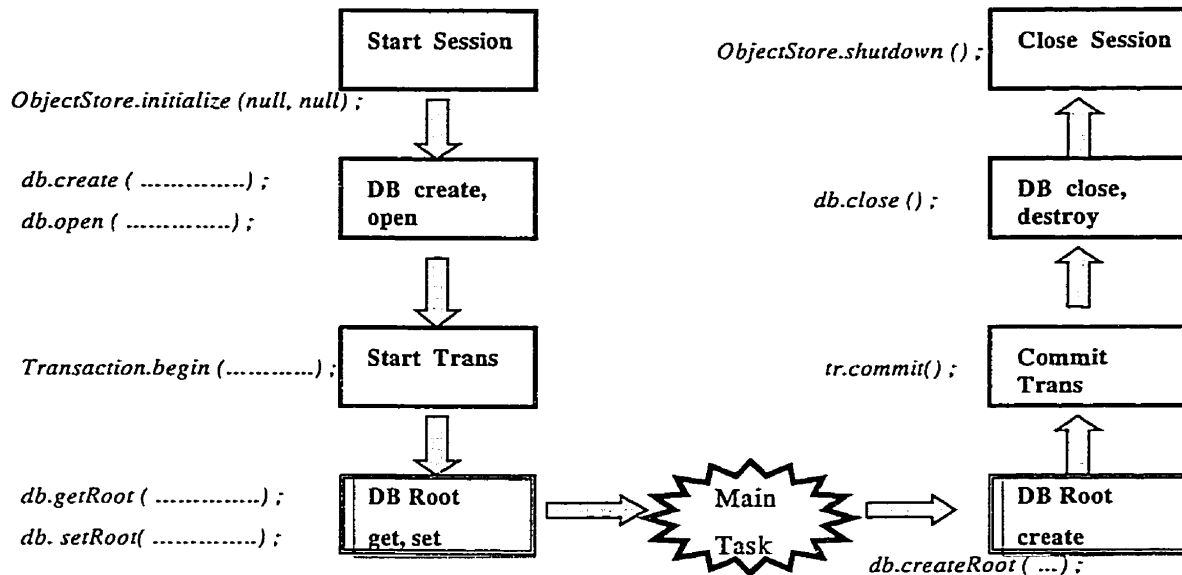 Start Session
ObjectStore.initialize (null, null) ;
db.create ( ...............) ;
db.open ( ...............) ;
DB create,
open
Transaction.begin (............) ;
Start Trans
db.getRoot ( ...............) ;
db. setRoot( ...............) ;
DB Root
get, set
Main
Task
DB Root
create
db.createRoot ( ...) ;
tr.commit() ;
Commit
Trans
db.close () ;
DB close,
destroy
ObjectStore.shutdown () ;
Close Session